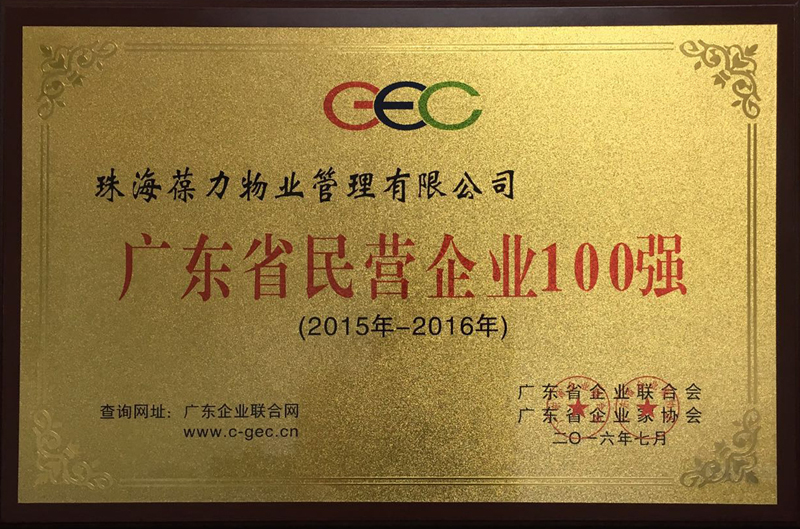 GEC
珠海葆力物业管理有限公司
广东省民营企业100强
(2015年-2016年)
查询网址：广东企业联合网
www.c-gec.cn
广东省企业联合会
广东省企业家协会
二〇一六年七月